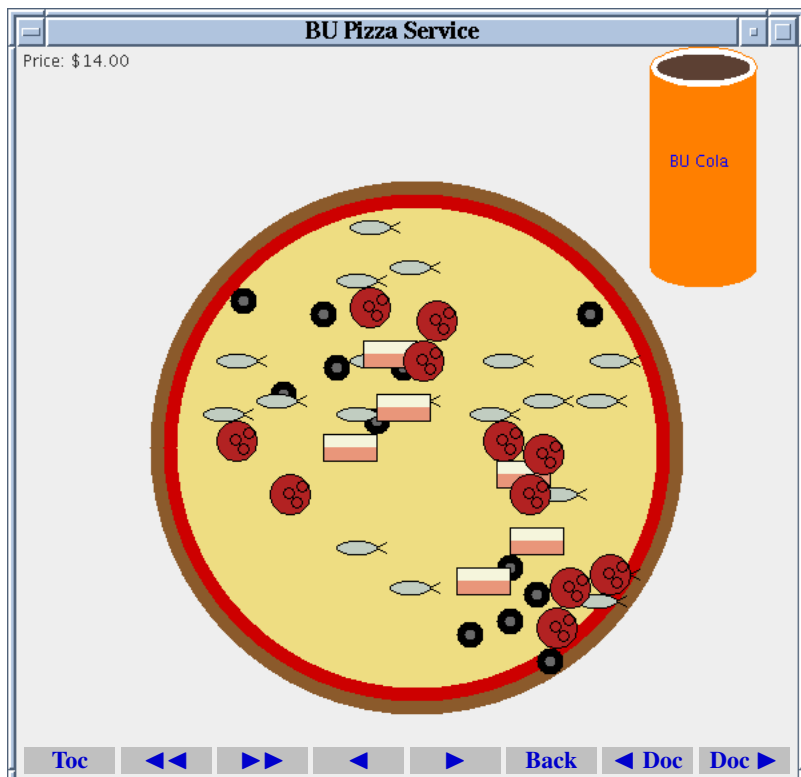 BU Pizza Service
Price: $14.00
BU Cola
Toc ◄◄ ►► ◄ ► Back ◄ Doc Doc ►